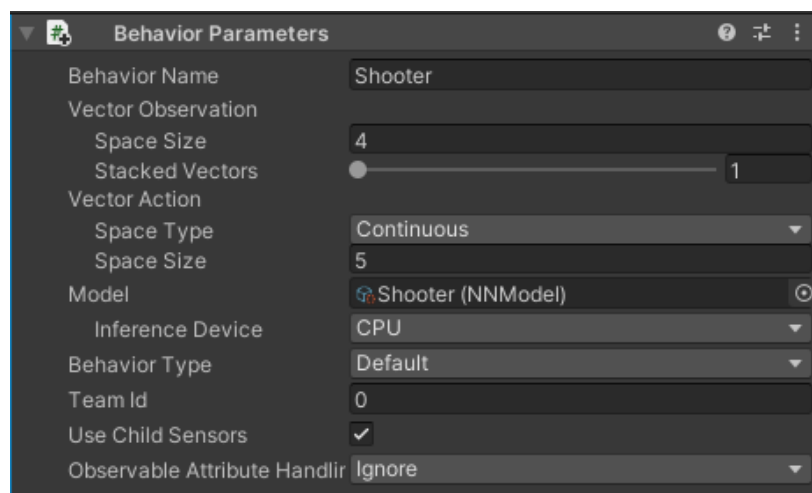 Behavior Parameters
Behavior Name Shooter
Vector Observation
Space Size 4
Stacked Vectors 1
Vector Action
Space Type Continuous
Space Size 5
Model Shooter (NNModel)
Inference Device CPU
Behavior Type Default
Team Id 0
Use Child Sensors
Observable Attribute Handlir Ignore